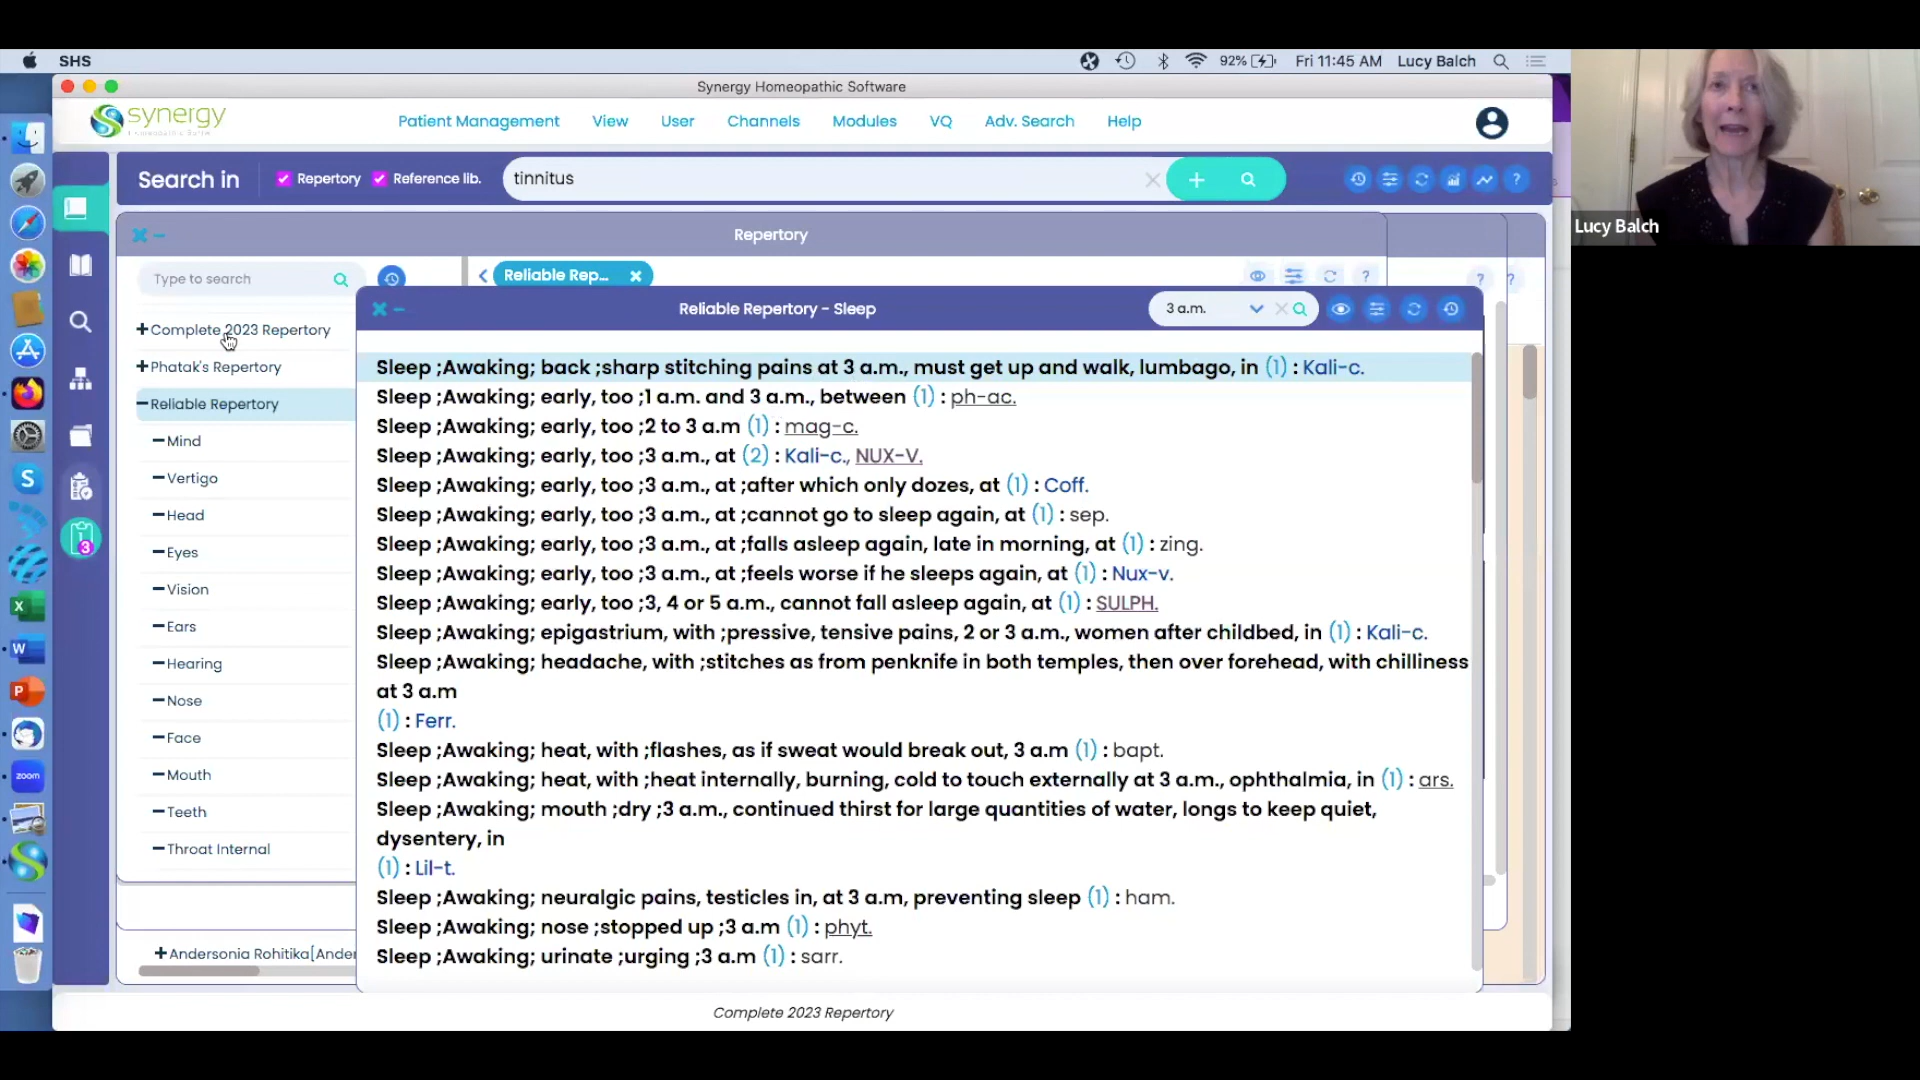 SHS
92%
Fri 11:45 AM
Lucy Balch
Synergy Homeopathic Software
synergy
Patient Management
View
User
Channels
Modules
VQ
Adv. Search
Help
Search in
Repertory
Reference lib.
tinnitus
Lucy Balch
Repertory
Type to search
Reliable Rep...
Reliable Repertory - Sleep
3 a.m.
Complete 2023 Repertory
Phatak's Repertory
Reliable Repertory
Mind
Vertigo
Head
Eyes
Vision
Ears
Hearing
Nose
Face
Mouth
Teeth
Throat Internal
Andersonia Rohitika[Ander
Sleep ;Awaking; back ;sharp stitching pains at 3 a.m., must get up and walk, lumbago, in (1) : Kali-c.
Sleep ;Awaking; early, too ;1 a.m. and 3 a.m., between (1) : ph-ac.
Sleep ;Awaking; early, too ;2 to 3 a.m (1) : mag-c.
Sleep ;Awaking; early, too ;3 a.m., at (2) : Kali-c., NUX-V.
Sleep ;Awaking; early, too ;3 a.m., at ;after which only dozes, at (1) : Coff.
Sleep ;Awaking; early, too ;3 a.m., at ;cannot go to sleep again, at (1) : sep.
Sleep ;Awaking; early, too ;3 a.m., at ;falls asleep again, late in morning, at (1) : zing.
Sleep ;Awaking; early, too ;3 a.m., at ;feels worse if he sleeps again, at (1) : Nux-v.
Sleep ;Awaking; early, too ;3, 4 or 5 a.m., cannot fall asleep again, at (1) : SULPH.
Sleep ;Awaking; epigastrium, with ;pressive, tensive pains, 2 or 3 a.m., women after childbed, in (1) : Kali-c.
Sleep ;Awaking; headache, with ;stitches as from penknife in both temples, then over forehead, with chilliness
at 3 a.m
(1) : Ferr.
Sleep ;Awaking; heat, with ;flashes, as if sweat would break out, 3 a.m (1) : bapt.
Sleep ;Awaking; heat, with ;heat internally, burning, cold to touch externally at 3 a.m., ophthalmia, in (1) : ars.
Sleep ;Awaking; mouth ;dry ;3 a.m., continued thirst for large quantities of water, longs to keep quiet,
dysentery, in
(1) : Lil-t.
Sleep ;Awaking; neuralgic pains, testicles in, at 3 a.m, preventing sleep (1) : ham.
Sleep ;Awaking; nose ;stopped up ;3 a.m (1) : phyt.
Sleep ;Awaking; urinate ;urging ;3 a.m (1) : sarr.
zoom
3
Complete 2023 Repertory